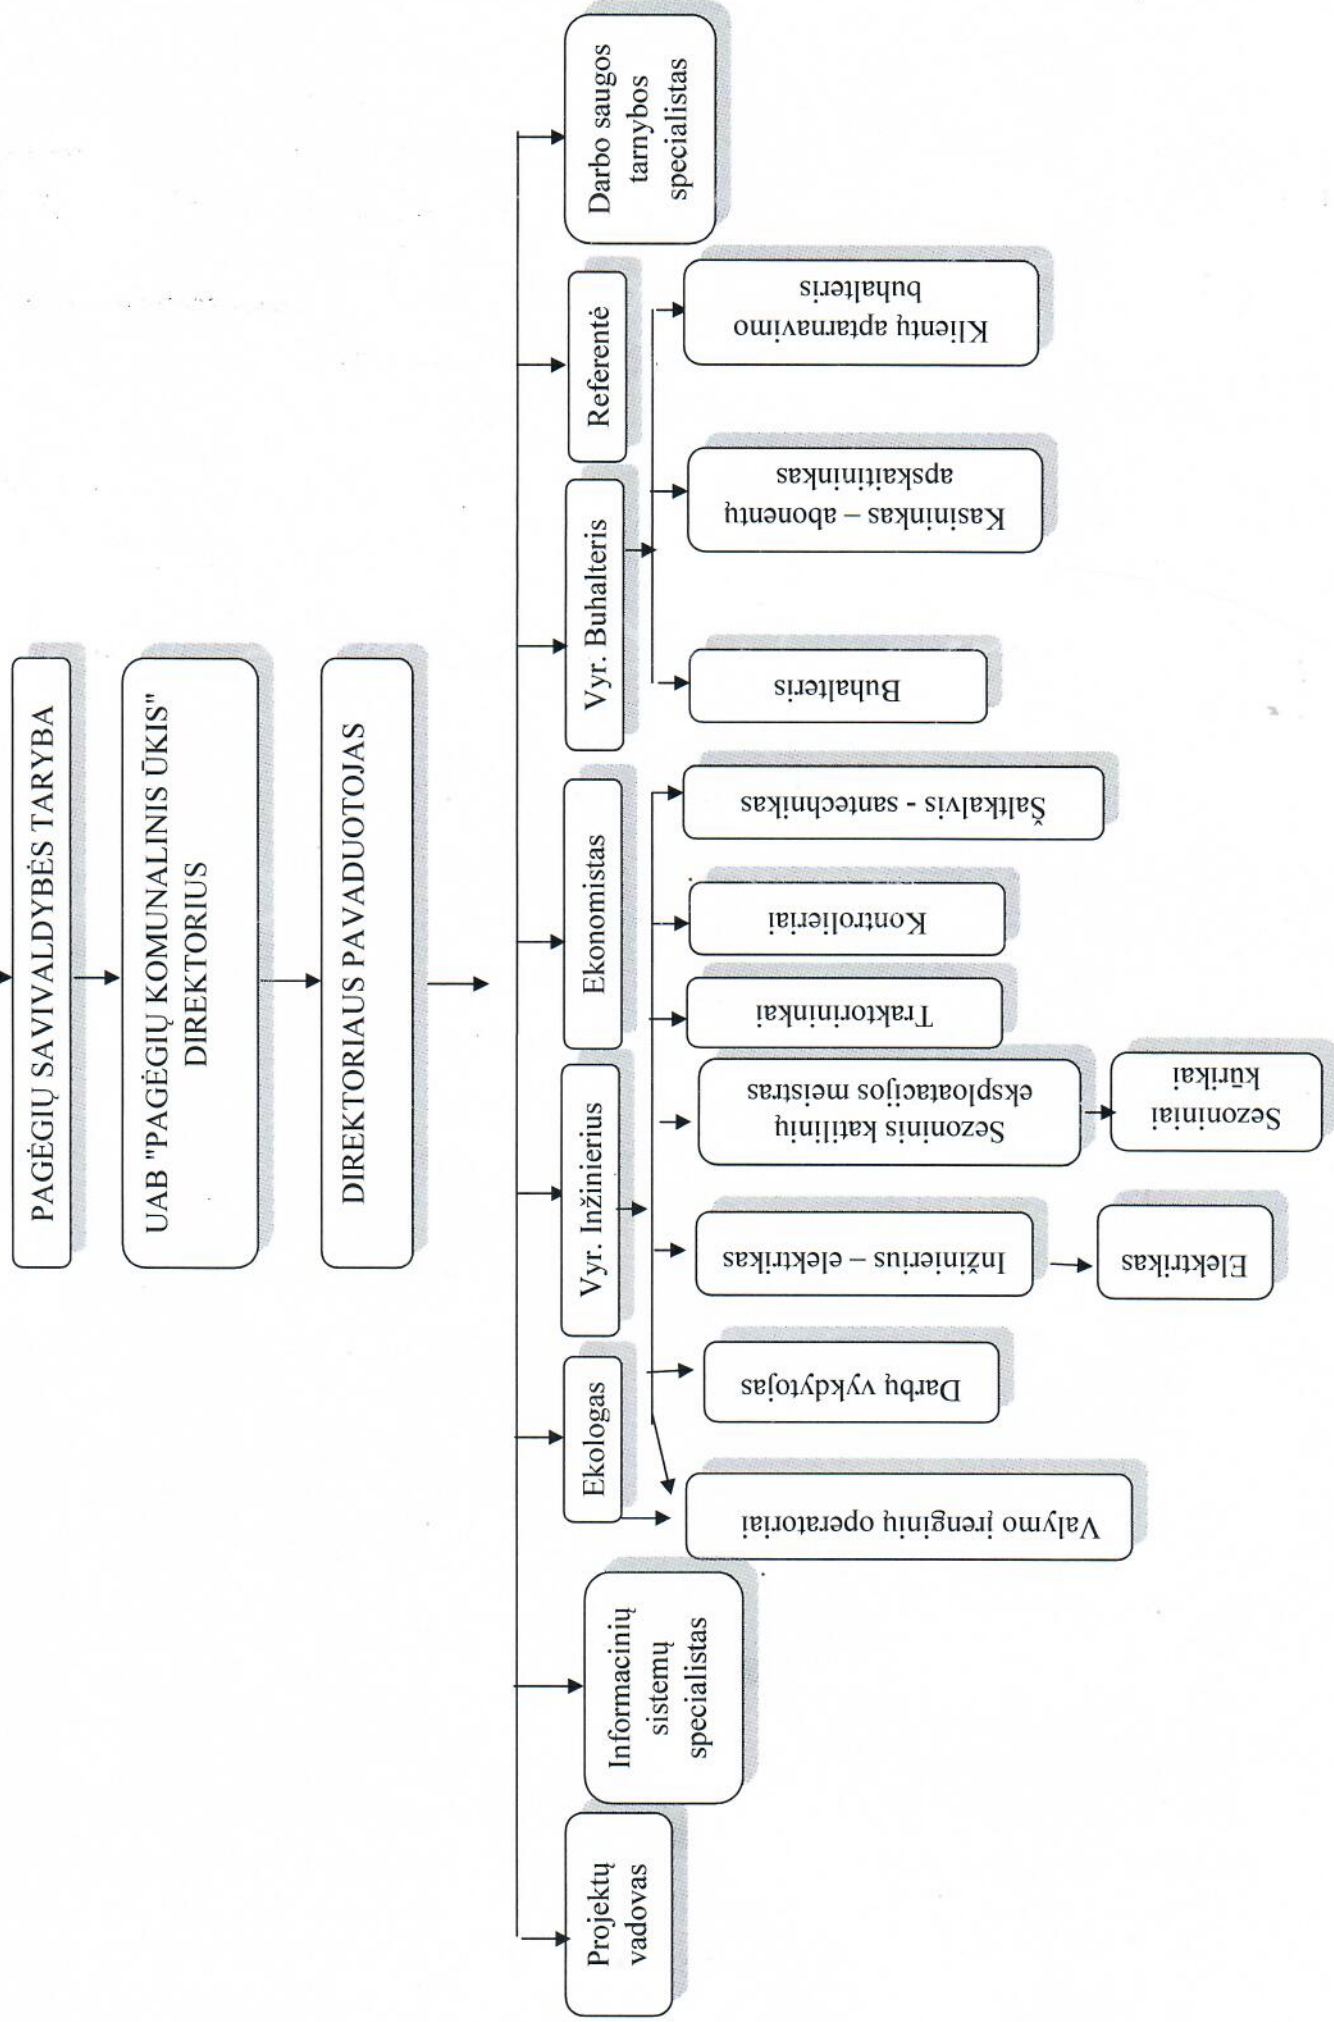 PAGĖGIŲ SAVIVALDYBĖS TARYBA
UAB "PAGĖGIŲ KOMUNALINIS ŪKIS"
DIREKTORIUS
DIREKTORIAUS PAVADUOTOJAS
Projektų
vadovas
Informacinių
sistemų
specialistas
Ekologas
Vyr. Inžinierius
Ekonomistas
Vyr. Buhalteris
Referentė
Darbo saugos
tarnybos
specialistas
Valymo įrenginių operatoriai
Darbų vykdytojas
Inžinierius – elektrikas
Sezoninis katilinių
eksploatacijos meistras
Traktorininkai
Kontrolieriai
Šaltkalvis - santechnikas
Buhalteris
Kasininkas – abonentų
apskaitininkas
Klientų aptarnavimo
buhalteris
Elektrikas
Sezoniniai
kūrikai